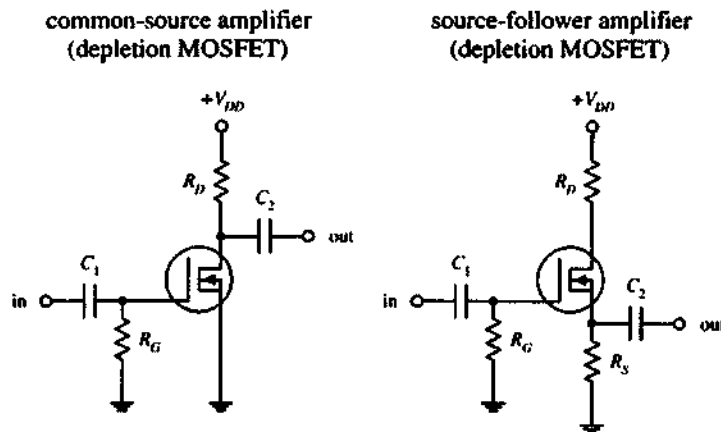 common-source amplifier
(depletion MOSFET)
+V_DD
R_D
C_2
out
C_1
in
R_G
source-follower amplifier
(depletion MOSFET)
+V_DD
R_D
C_1
in
C_2
out
R_G
R_S